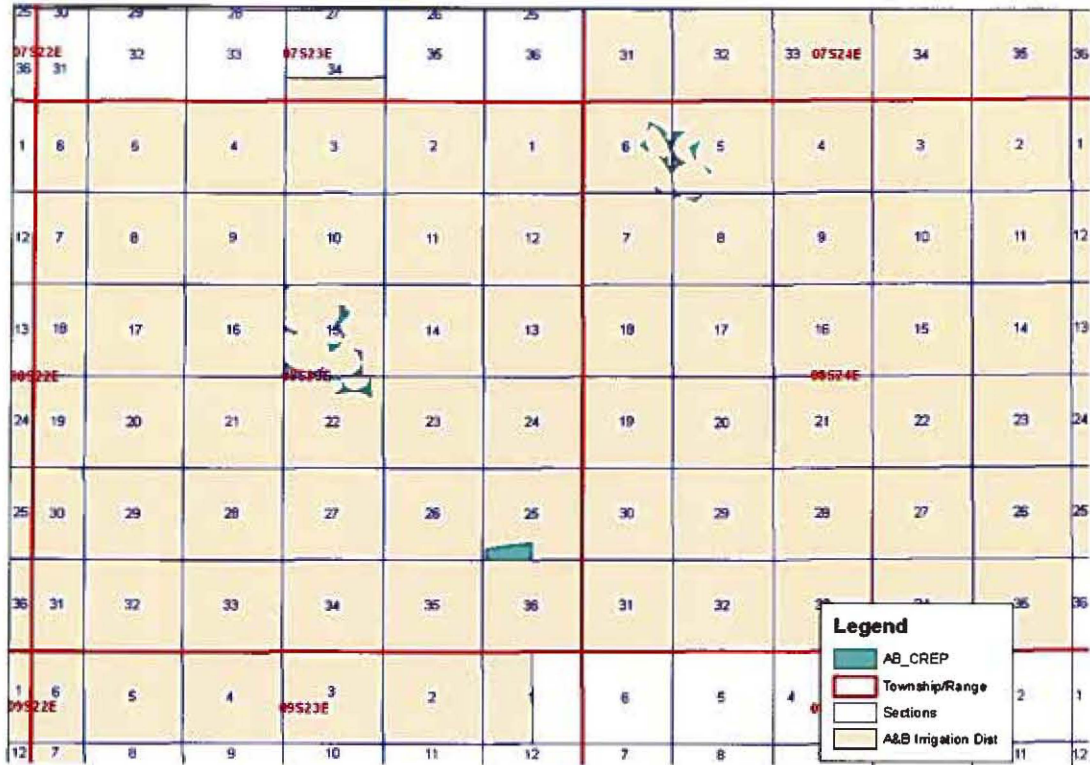 25 30 29 28 27 26 25
07S22E 32 33 07S23E 35 36 31 32 33 07S24E 34 35 36
36 31 34
1 6 5 4 3 2 1 6 5 4 3 2 1
12 7 8 9 10 11 12 7 8 9 10 11 12
13 18 17 16 15 14 13 18 17 16 15 14 13
08S22E 08S24E
24 19 20 21 22 23 24 19 20 21 22 23 24
25 30 29 28 27 26 25 30 29 28 27 26 25
36 31 32 33 34 35 36 31 32 35 36
1 6 5 4 3 2 6 5 4 2 1
09S22E 09S23E
12 7 8 9 10 11 12 7 8 11 12
Legend
AB_CREP
Township/Range
Sections
A&B Irrigation Dist